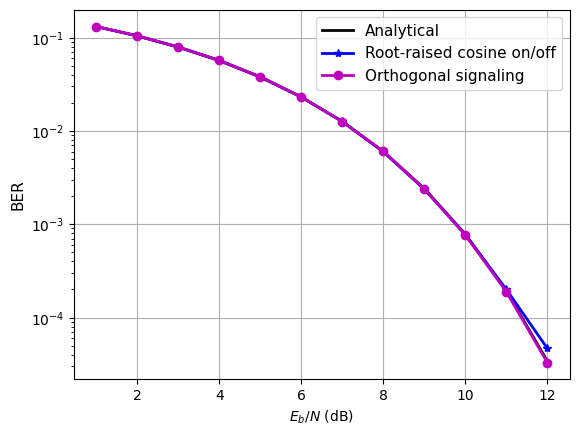 Analytical
Root-raised cosine on/off
Orthogonal signaling
BER
10⁻¹
10⁻²
10⁻³
10⁻⁴
2 4 6 8 10 12
E_b/N (dB)